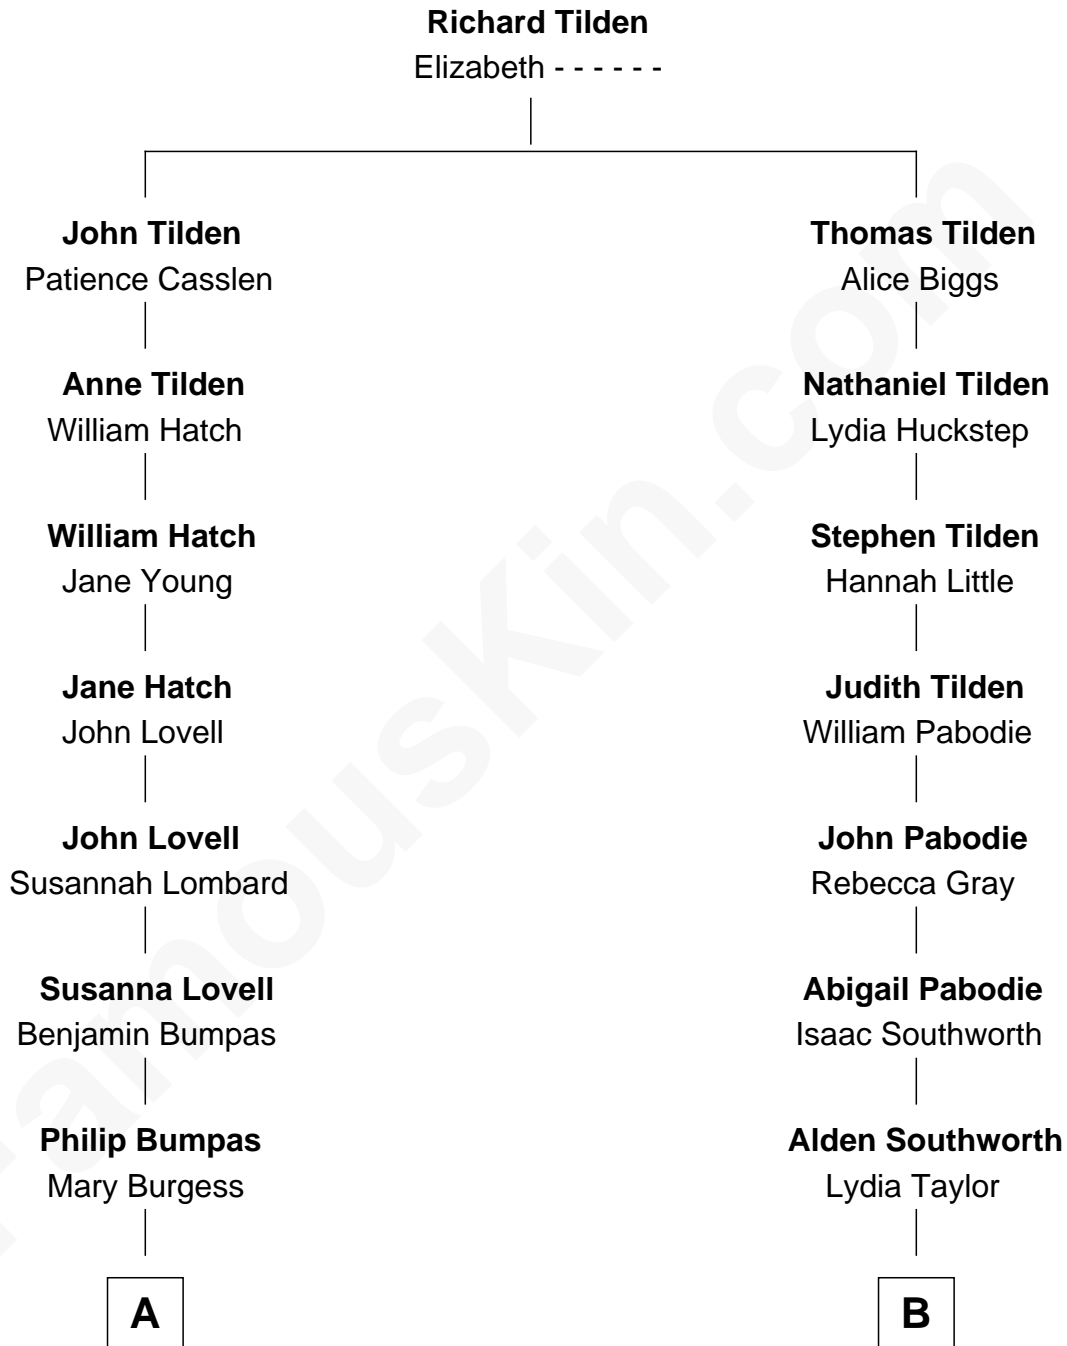 Richard Tilden
Elizabeth - - - - - -
John Tilden
Patience Casslen
Thomas Tilden
Alice Biggs
Anne Tilden
William Hatch
Nathaniel Tilden
Lydia Huckstep
William Hatch
Jane Young
Stephen Tilden
Hannah Little
Jane Hatch
John Lovell
Judith Tilden
William Pabodie
John Lovell
Susannah Lombard
John Pabodie
Rebecca Gray
Susanna Lovell
Benjamin Bumpas
Abigail Pabodie
Isaac Southworth
Philip Bumpas
Mary Burgess
Alden Southworth
Lydia Taylor
A
B
FamousKin.com